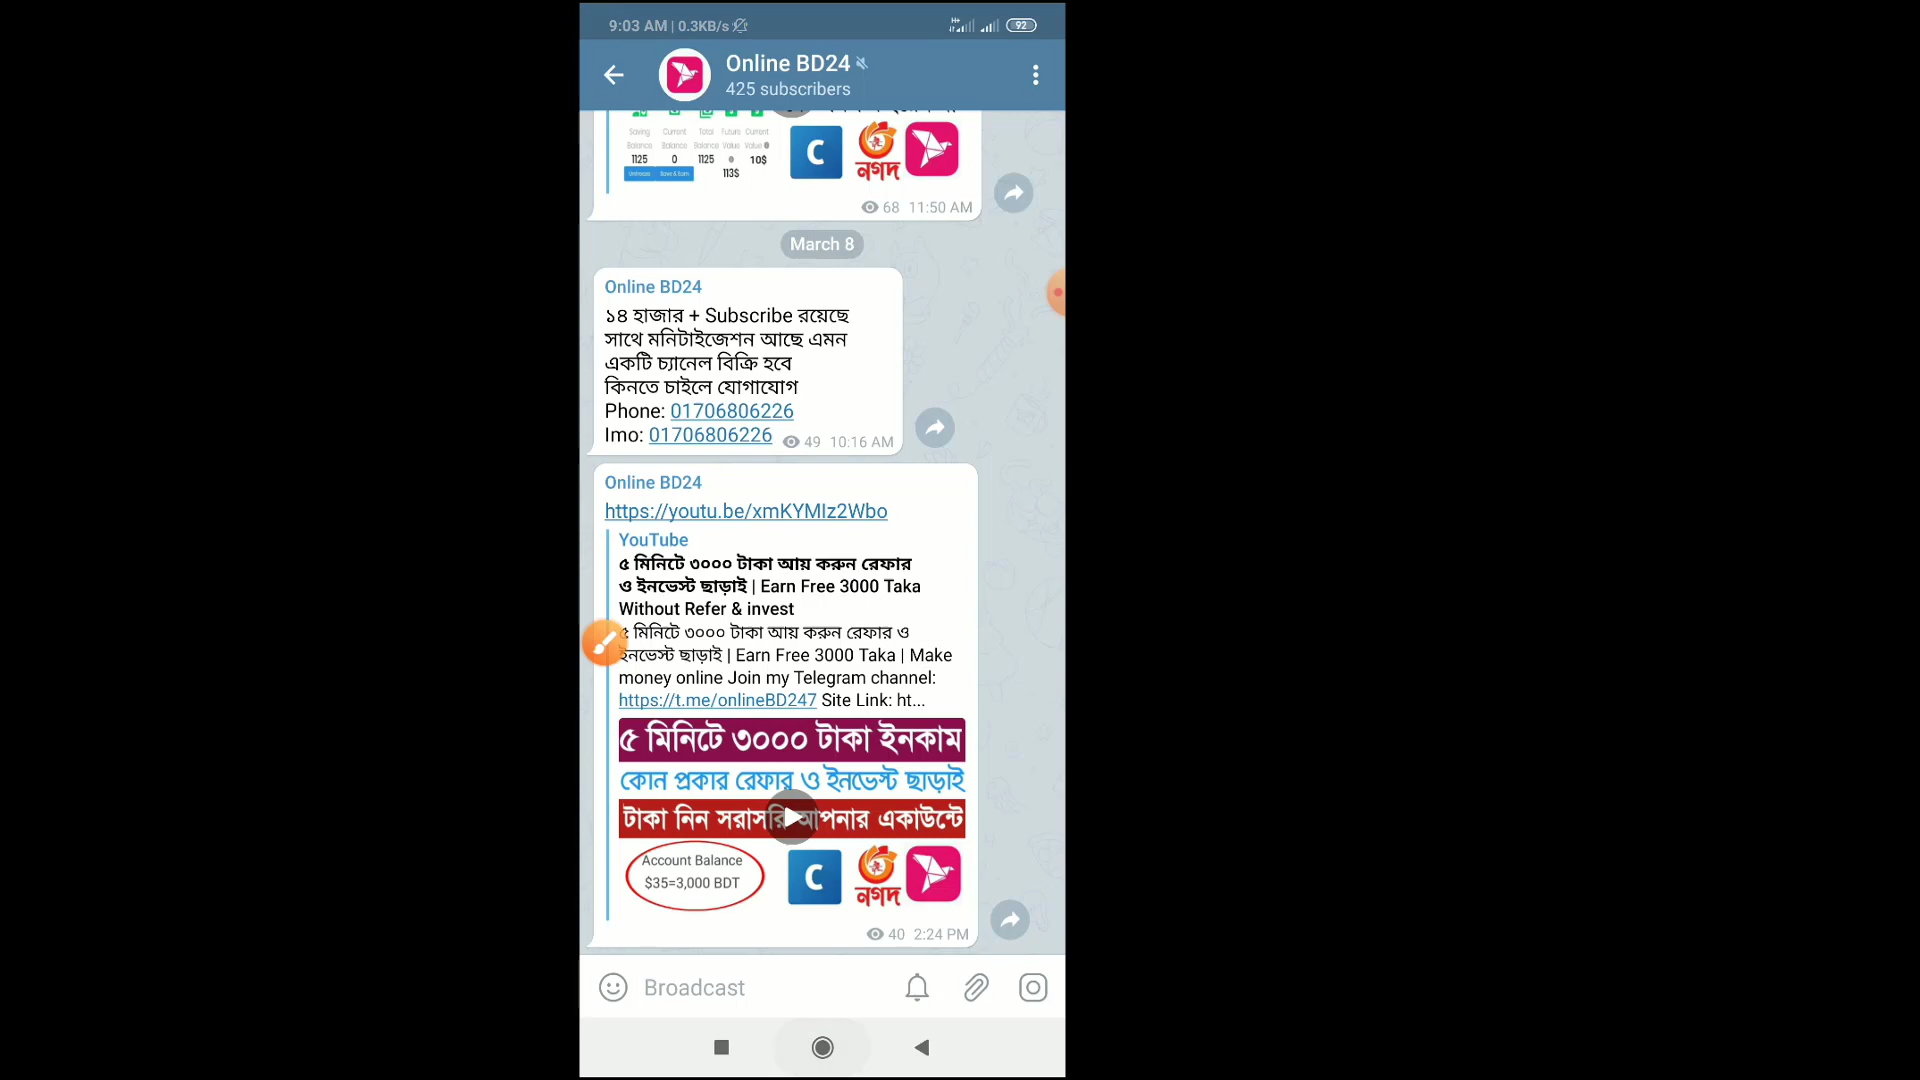 9:03 AM | 0.3KB/s
92
Online BD24
425 subscribers
Saving Current Total Future Current
Balance Balance Balance Value Value
1125 0 1125 10$
113$
Unfreeze Save & Earn
C
নগদ
68 11:50 AM
March 8
Online BD24
১৪ হাজার + Subscribe রয়েছে
সাথে মনিটাইজেশন আছে এমন
একটি চ্যানেল বিক্রি হবে
কিনতে চাইলে যোগাযোগ
Phone: 01706806226
Imo: 01706806226
49 10:16 AM
Online BD24
https://youtu.be/xmKYMIz2Wbo
YouTube
৫ মিনিটে ৩০০০ টাকা আয় করুন রেফার
ও ইনভেস্ট ছাড়াই | Earn Free 3000 Taka
Without Refer & invest
৫ মিনিটে ৩০০০ টাকা আয় করুন রেফার ও
ইনভেস্ট ছাড়াই | Earn Free 3000 Taka | Make
money online Join my Telegram channel:
https://t.me/onlineBD247 Site Link: ht...
৫ মিনিটে ৩০০০ টাকা ইনকাম
কোন প্রকার রেফার ও ইনভেস্ট ছাড়াই
টাকা নিন সরাসরি আপনার একাউন্টে
Account Balance
$35=3,000 BDT
C
নগদ
40 2:24 PM
Broadcast